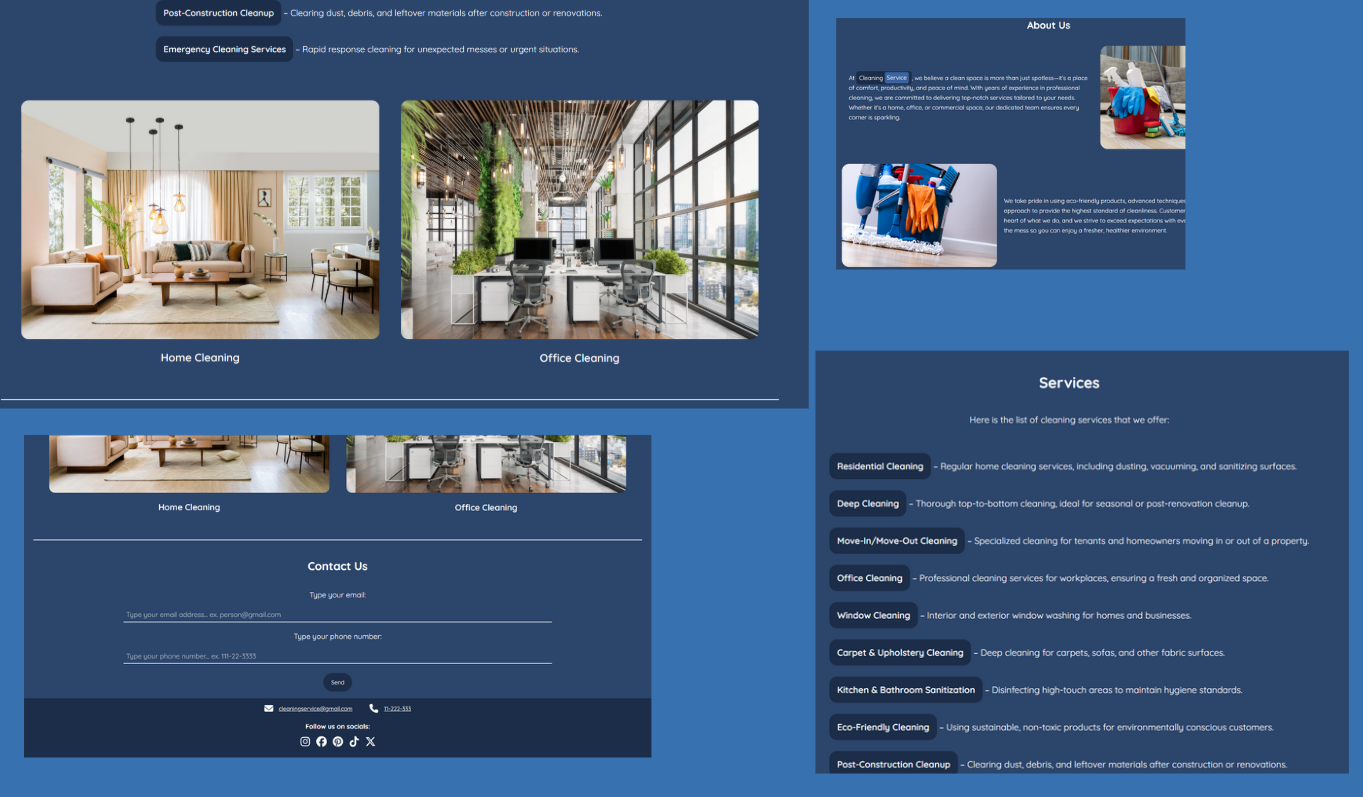 Post-Construction Cleanup – Clearing dust, debris, and leftover materials after construction or renovations.
Emergency Cleaning Services – Rapid response cleaning for unexpected messes or urgent situations.
Home Cleaning
Office Cleaning
Home Cleaning
Office Cleaning
Contact Us
Type your email:
Type your email address... ex. person@gmail.com
Type your phone number:
Type your phone number... ex. 111-22-3333
Send
cleaningservice@gmail.com
11-222-333
Follow us on socials:
About Us
At Cleaning Service , we believe a clean space is more than just spotless—it's a place
of comfort, productivity, and peace of mind. With years of experience in professional
cleaning, we are committed to delivering top-notch services tailored to your needs.
Whether it's a home, office, or commercial space, our dedicated team ensures every
corner is sparkling.
We take pride in using eco-friendly products, advanced techniques
approach to provide the highest standard of cleanliness. Customer
heart of what we do, and we strive to exceed expectations with eve
the mess so you can enjoy a fresher, healthier environment.
Services
Here is the list of cleaning services that we offer:
Residential Cleaning – Regular home cleaning services, including dusting, vacuuming, and sanitizing surfaces.
Deep Cleaning – Thorough top-to-bottom cleaning, ideal for seasonal or post-renovation cleanup.
Move-In/Move-Out Cleaning – Specialized cleaning for tenants and homeowners moving in or out of a property.
Office Cleaning – Professional cleaning services for workplaces, ensuring a fresh and organized space.
Window Cleaning – Interior and exterior window washing for homes and businesses.
Carpet & Upholstery Cleaning – Deep cleaning for carpets, sofas, and other fabric surfaces.
Kitchen & Bathroom Sanitization – Disinfecting high-touch areas to maintain hygiene standards.
Eco-Friendly Cleaning – Using sustainable, non-toxic products for environmentally conscious customers.
Post-Construction Cleanup – Clearing dust, debris, and leftover materials after construction or renovations.